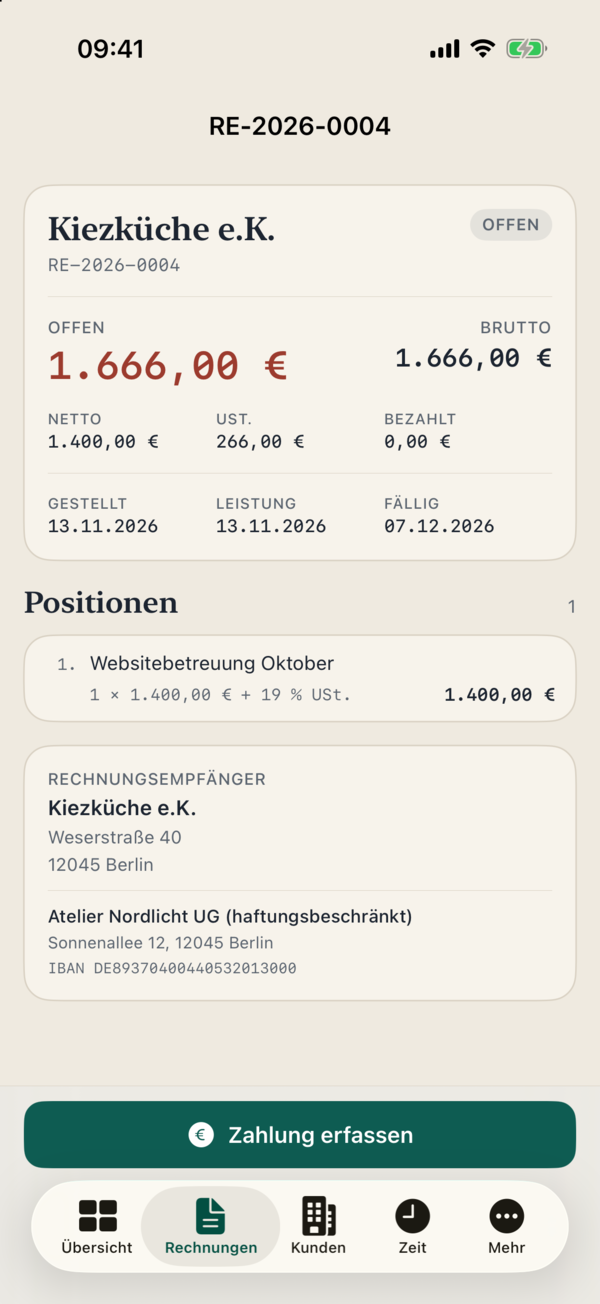 09:41
RE-2026-0004
Kiezküche e.K.
OFFEN
RE-2026-0004
OFFEN BRUTTO
1.666,00 € 1.666,00 €
NETTO UST. BEZAHLT
1.400,00 € 266,00 € 0,00 €
GESTELLT LEISTUNG FÄLLIG
13.11.2026 13.11.2026 07.12.2026
Positionen 1
1. Websitebetreuung Oktober
1 × 1.400,00 € + 19 % USt. 1.400,00 €
RECHNUNGSEMPFÄNGER
Kiezküche e.K.
Weserstraße 40
12045 Berlin
Atelier Nordlicht UG (haftungsbeschränkt)
Sonnenallee 12, 12045 Berlin
IBAN DE89370400440532013000
€ Zahlung erfassen
Übersicht Rechnungen Kunden Zeit Mehr